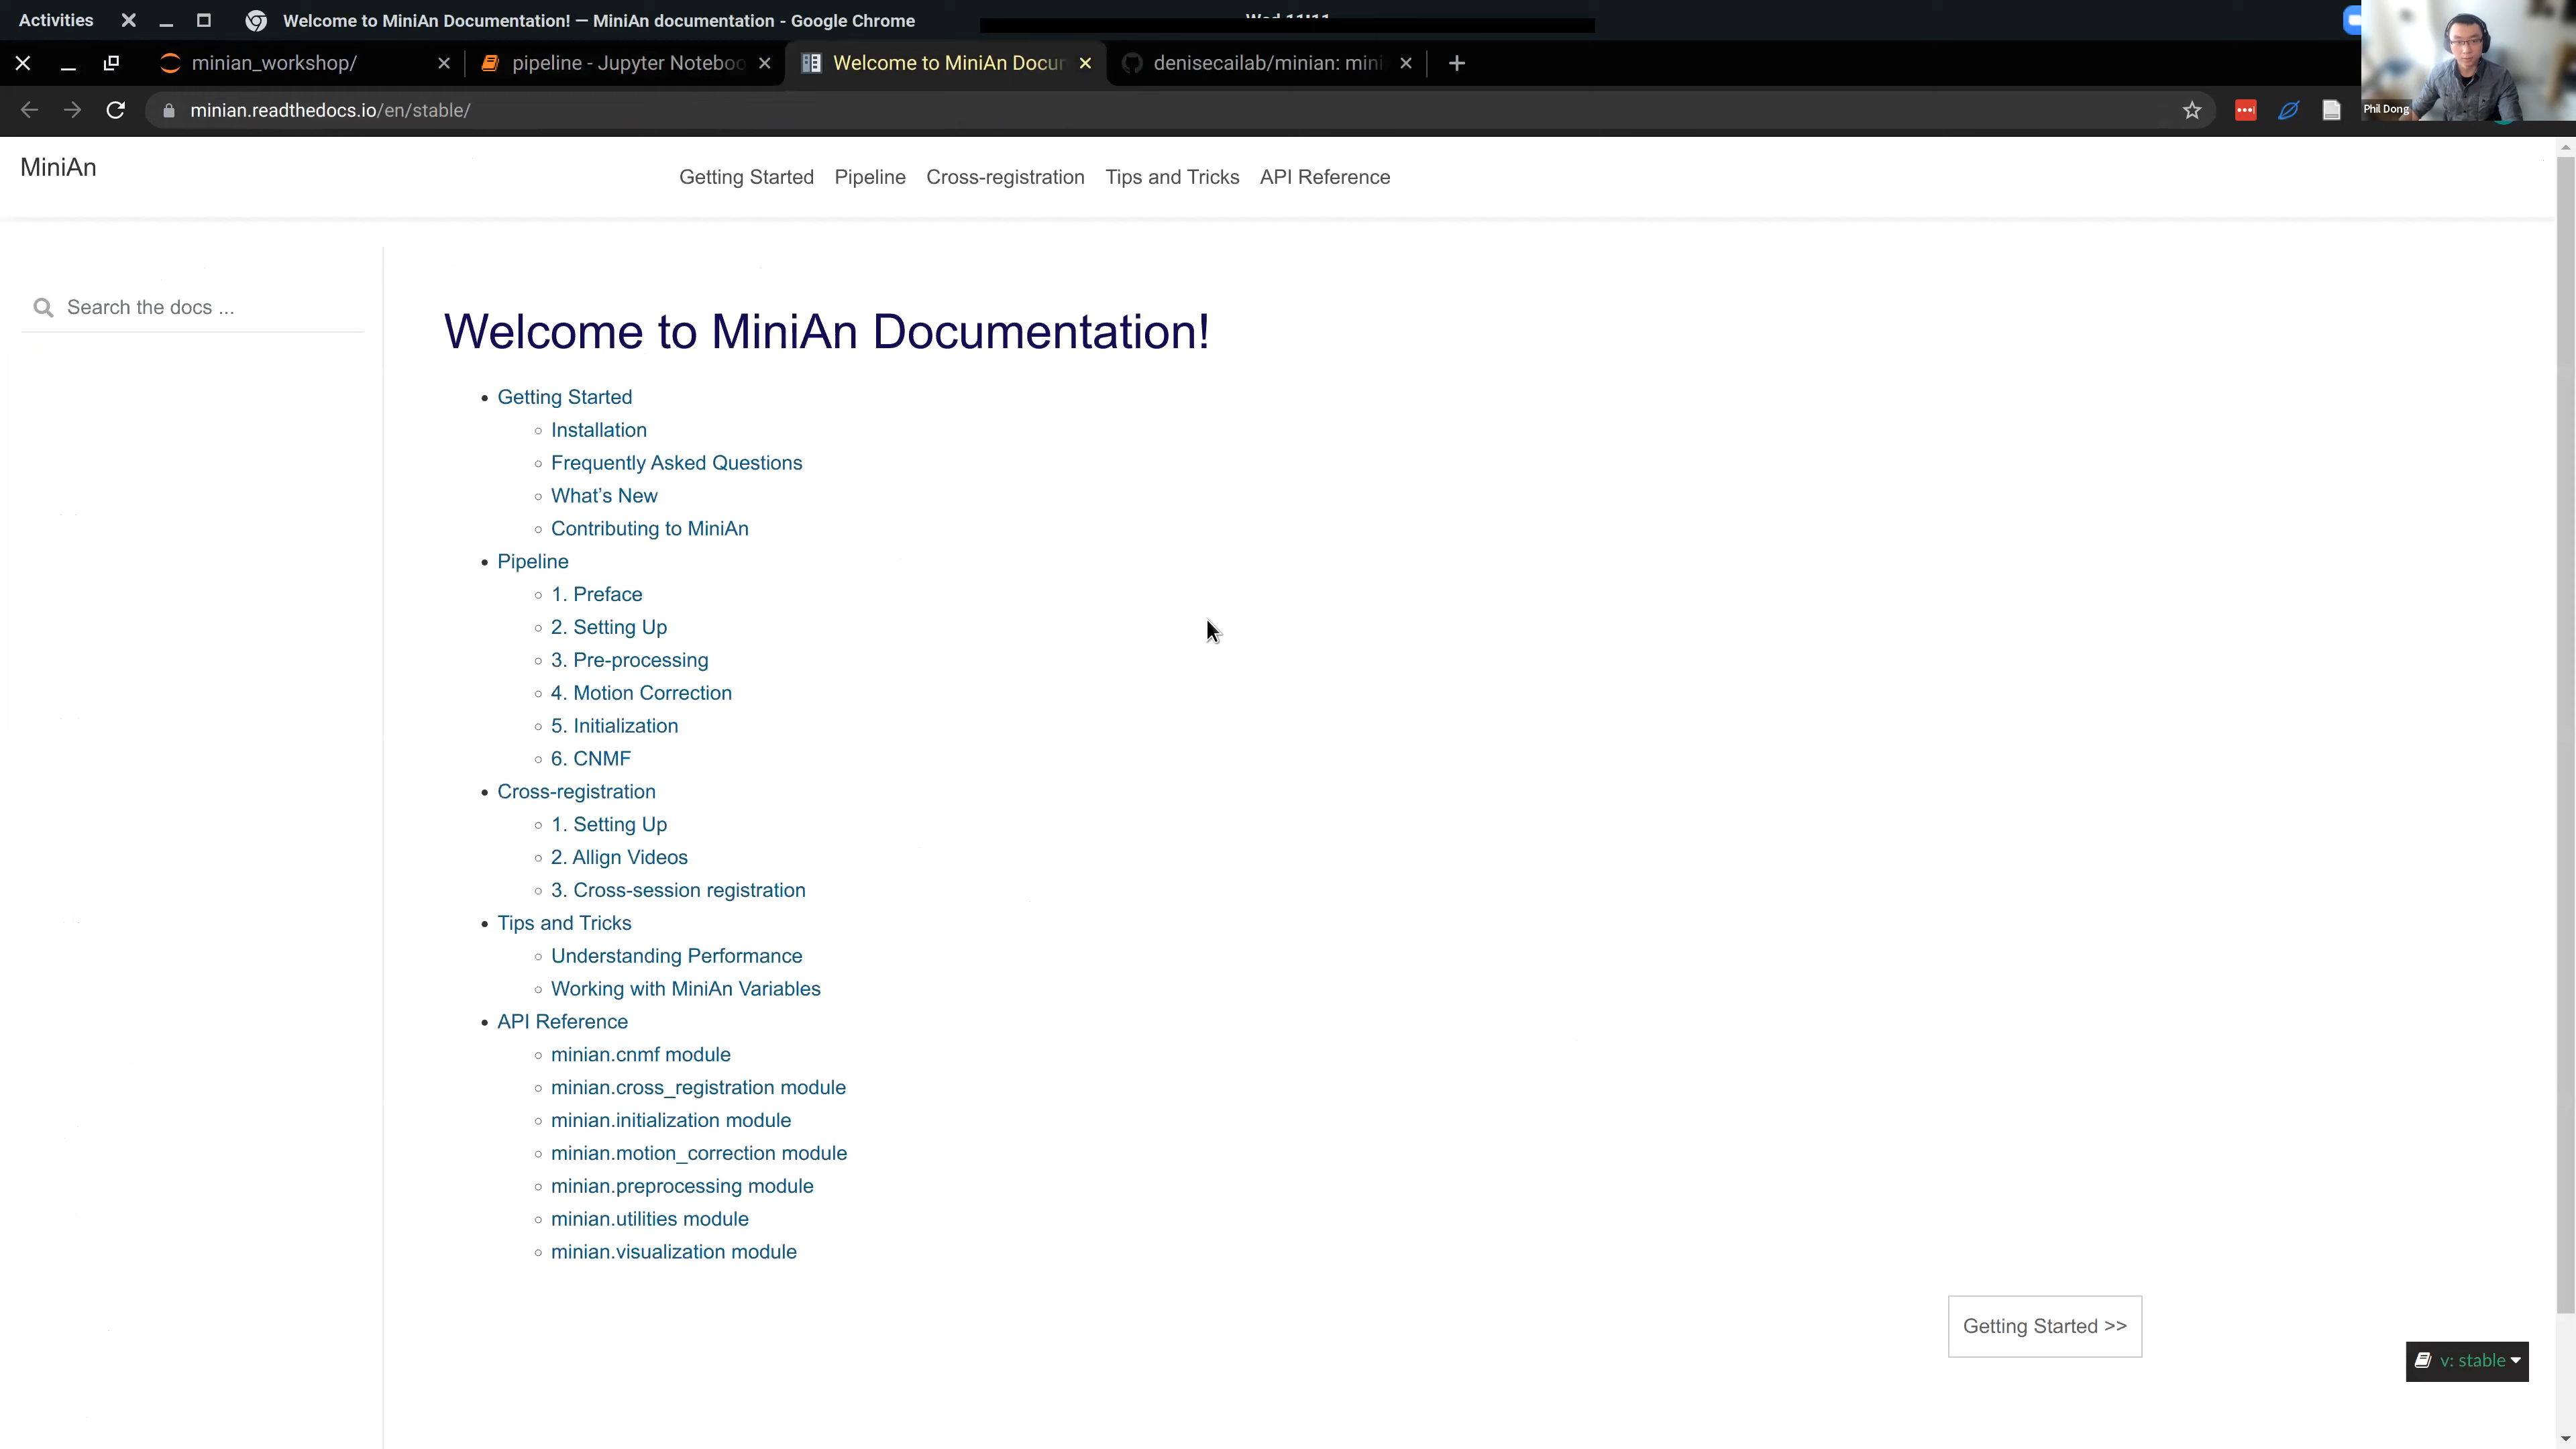 Activities
Welcome to MiniAn Documentation! — MiniAn documentation - Google Chrome
minian_workshop/
pipeline - Jupyter Noteboo
Welcome to MiniAn Docur
denisecailab/minian: mini
minian.readthedocs.io/en/stable/
Phil Dong
MiniAn
Getting Started
Pipeline
Cross-registration
Tips and Tricks
API Reference
Search the docs ...
Welcome to MiniAn Documentation!
Getting Started
Installation
Frequently Asked Questions
What's New
Contributing to MiniAn
Pipeline
1. Preface
2. Setting Up
3. Pre-processing
4. Motion Correction
5. Initialization
6. CNMF
Cross-registration
1. Setting Up
2. Allign Videos
3. Cross-session registration
Tips and Tricks
Understanding Performance
Working with MiniAn Variables
API Reference
minian.cnmf module
minian.cross_registration module
minian.initialization module
minian.motion_correction module
minian.preprocessing module
minian.utilities module
minian.visualization module
Getting Started >>
v: stable